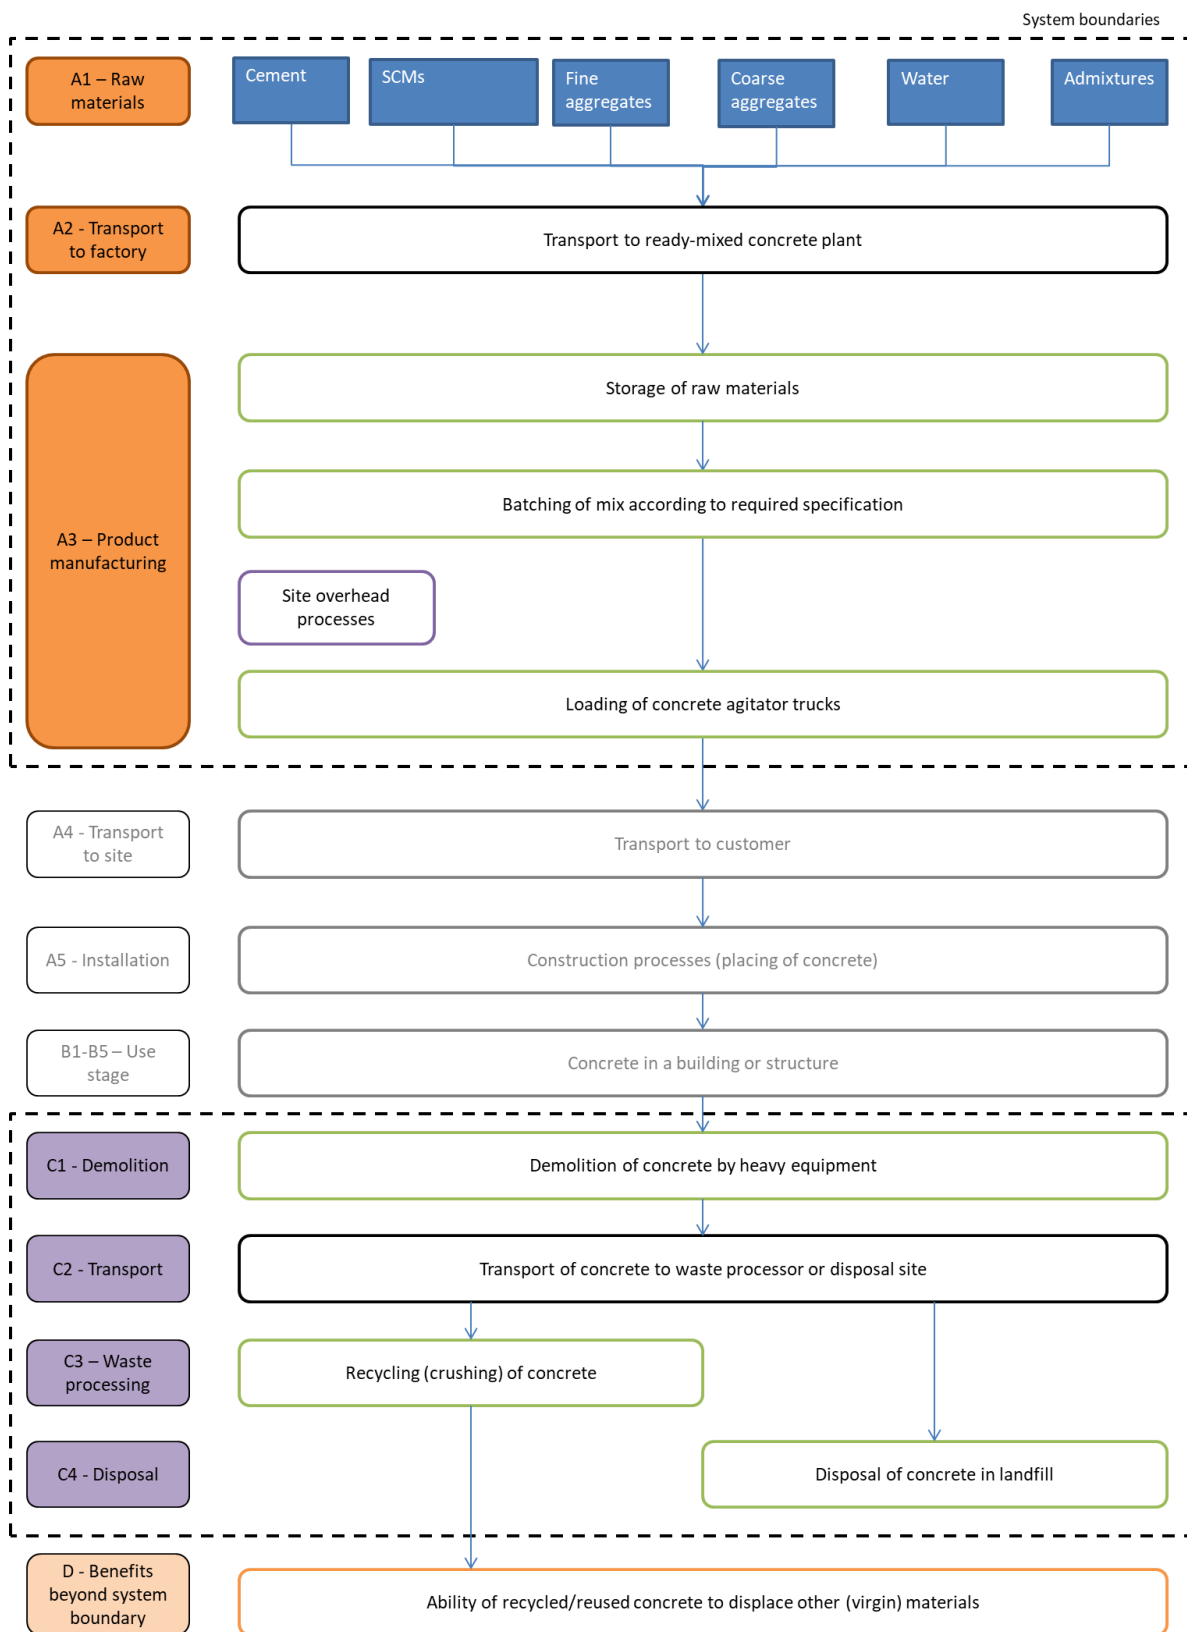 System boundaries
A1 – Raw
materials
Cement
SCMs
Fine
aggregates
Coarse
aggregates
Water
Admixtures
A2 - Transport
to factory
Transport to ready-mixed concrete plant
Storage of raw materials
Batching of mix according to required specification
A3 – Product
manufacturing
Site overhead
processes
Loading of concrete agitator trucks
A4 - Transport
to site
Transport to customer
A5 - Installation
Construction processes (placing of concrete)
B1-B5 – Use
stage
Concrete in a building or structure
C1 - Demolition
Demolition of concrete by heavy equipment
C2 - Transport
Transport of concrete to waste processor or disposal site
C3 – Waste
processing
Recycling (crushing) of concrete
C4 - Disposal
Disposal of concrete in landfill
D - Benefits
beyond system
boundary
Ability of recycled/reused concrete to displace other (virgin) materials